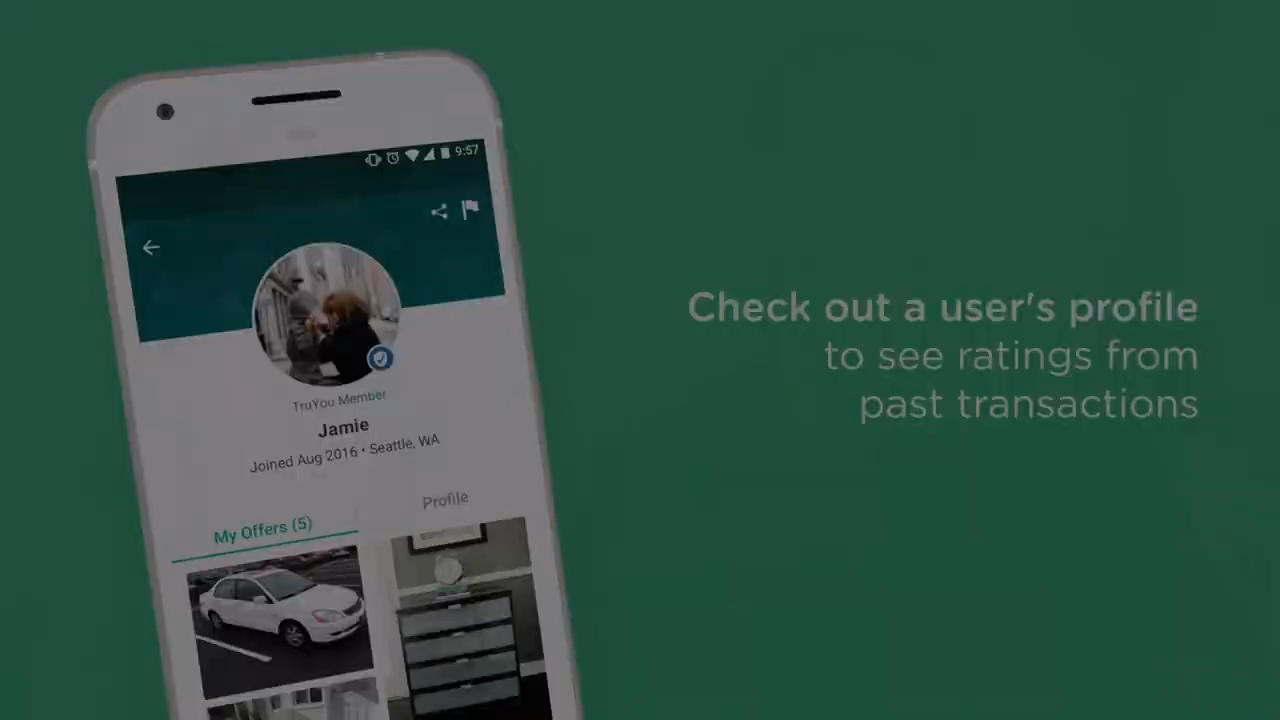 9:57
TruYou Member
Jamie
Joined Aug 2016 • Seattle, WA
My Offers (5)
Profile
Check out a user's profile
to see ratings from
past transactions